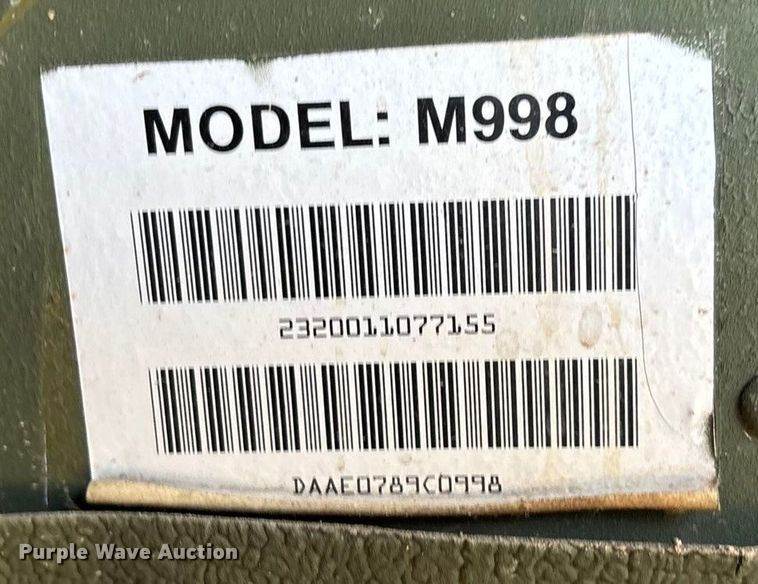 MODEL: M998
2320011077155
DAAE0789C0998
Purple Wave Auction